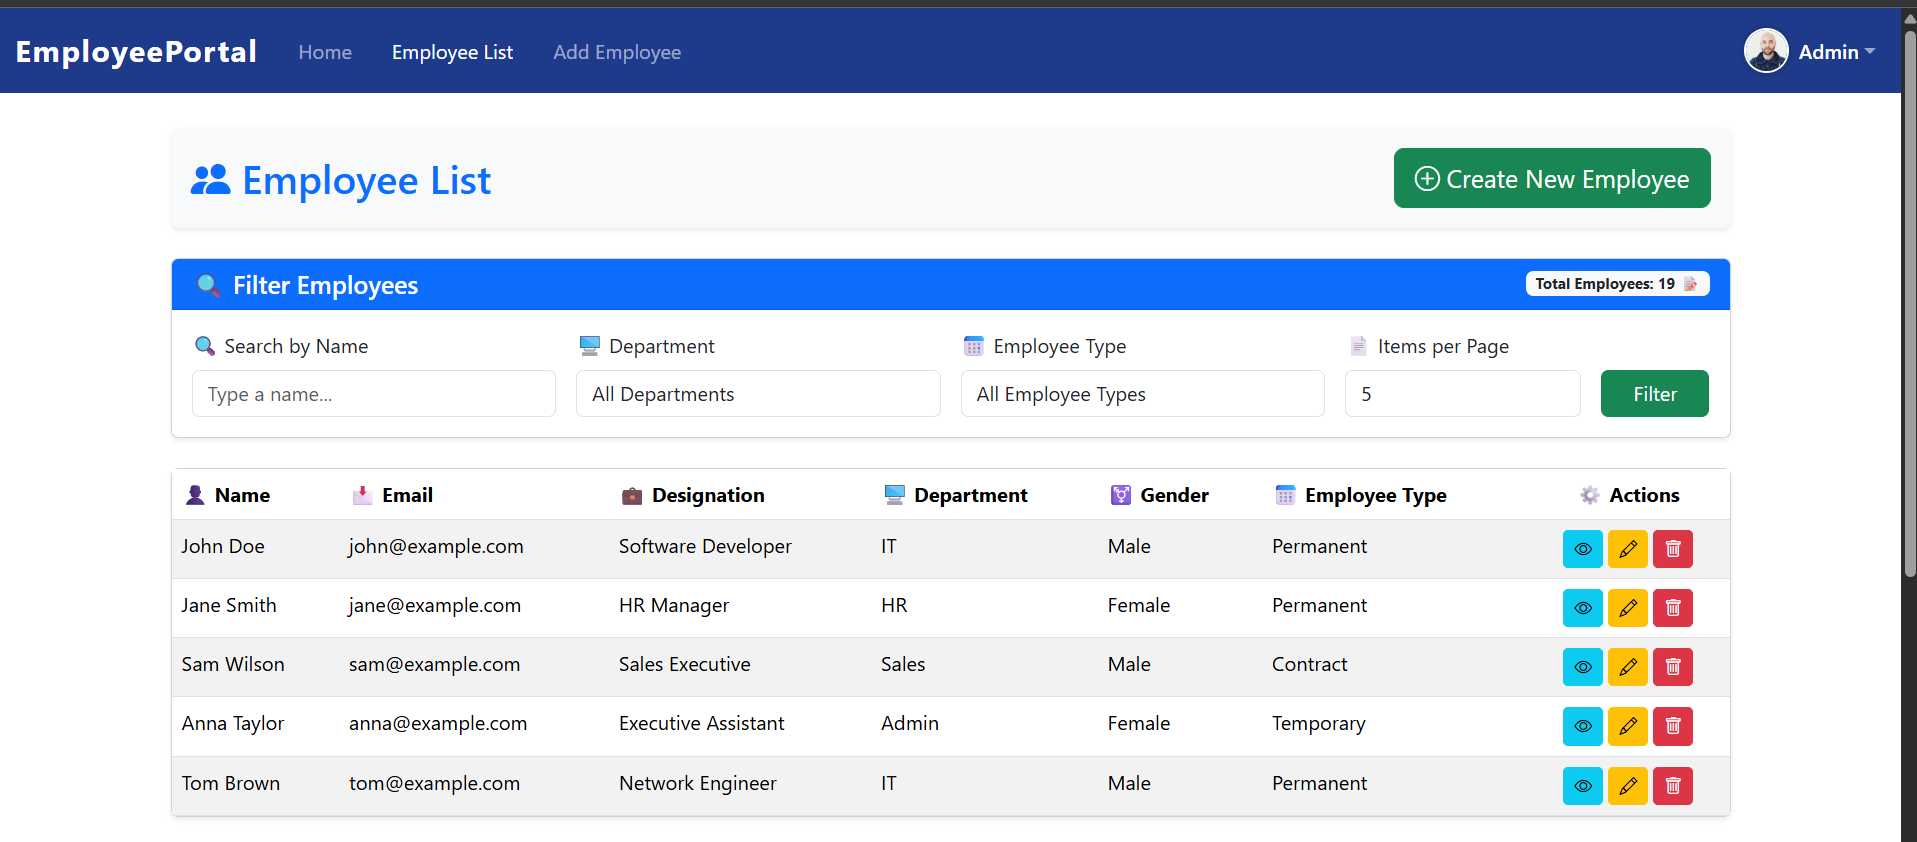 EmployeePortal Home Employee List Add Employee Admin
Employee List Create New Employee
Filter Employees Total Employees: 19
Search by Name Department Employee Type Items per Page
Type a name... All Departments All Employee Types 5 Filter
Name Email Designation Department Gender Employee Type Actions
John Doe john@example.com Software Developer IT Male Permanent
Jane Smith jane@example.com HR Manager HR Female Permanent
Sam Wilson sam@example.com Sales Executive Sales Male Contract
Anna Taylor anna@example.com Executive Assistant Admin Female Temporary
Tom Brown tom@example.com Network Engineer IT Male Permanent